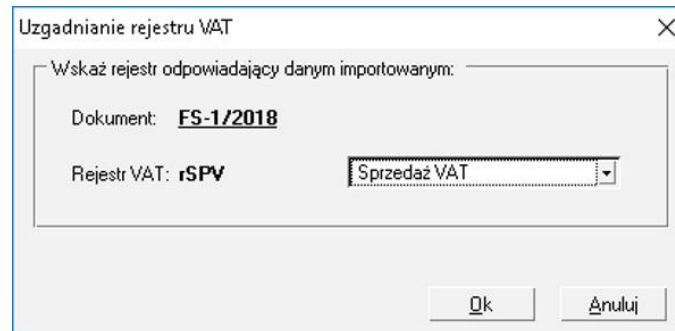 Uzgadnianie rejestru VAT
Wskaż rejestr odpowiadający danym importowanym:
Dokument: FS-1/2018
Rejestr VAT: rSPV Sprzedaż VAT
Ok Anuluj